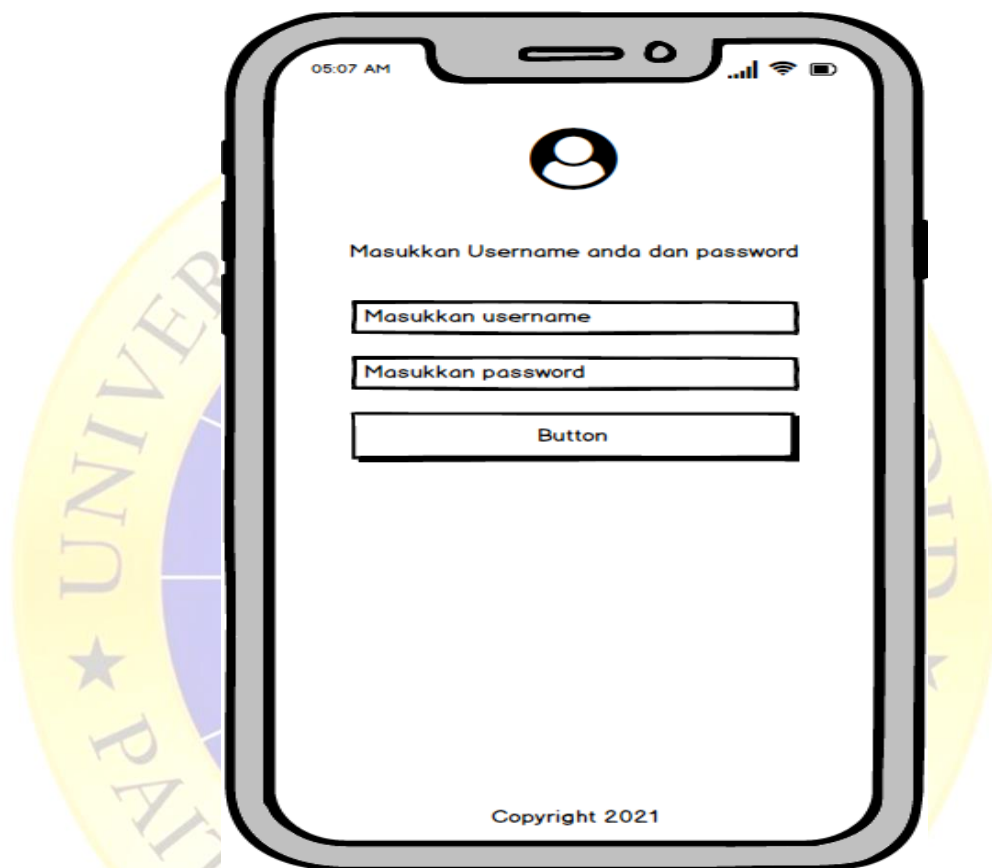 05:07 AM
Masukkan Username anda dan password
Masukkan username
Masukkan password
Button
Copyright 2021